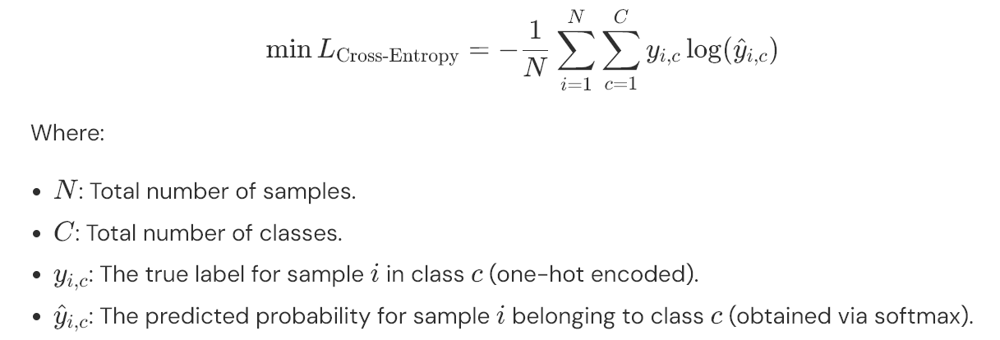 $$\min L_{\text{Cross-Entropy}} = -\frac{1}{N} \sum_{i=1}^{N} \sum_{c=1}^{C} y_{i,c} \log(\hat{y}_{i,c})$$
Where:
• $N$: Total number of samples.
• $C$: Total number of classes.
• $y_{i,c}$: The true label for sample $i$ in class $c$ (one-hot encoded).
• $\hat{y}_{i,c}$: The predicted probability for sample $i$ belonging to class $c$ (obtained via softmax).